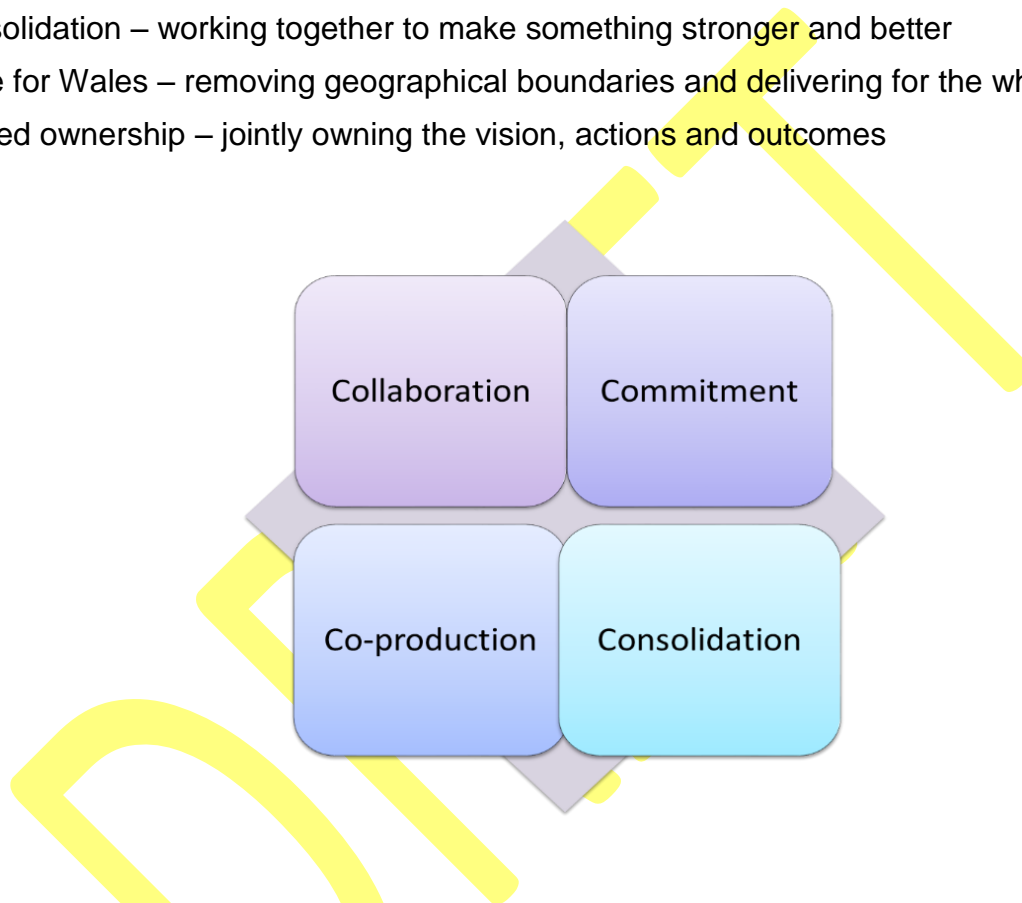 solidation – working together to make something stronger and better
e for Wales – removing geographical boundaries and delivering for the wh
ed ownership – jointly owning the vision, actions and outcomes
Collaboration Commitment
Co-production Consolidation